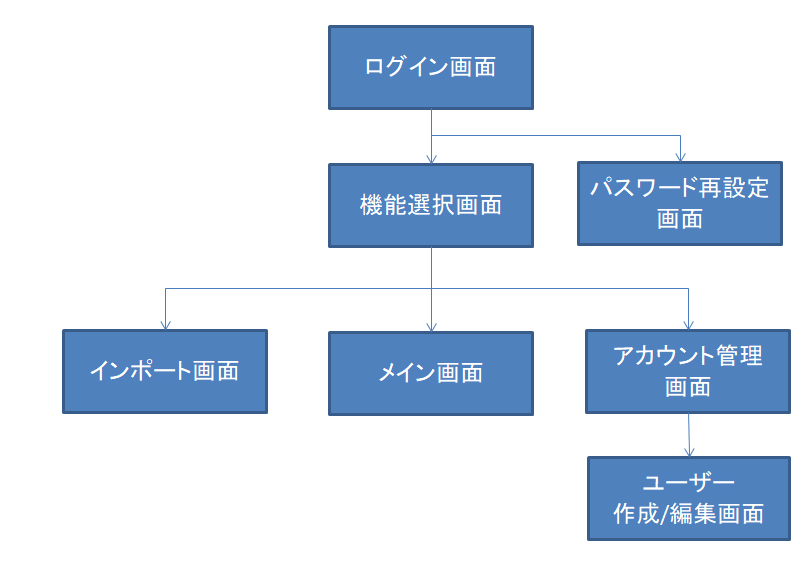 ログイン画面
機能選択画面
パスワード再設定
画面
インポート画面
メイン画面
アカウント管理
画面
ユーザー
作成/編集画面